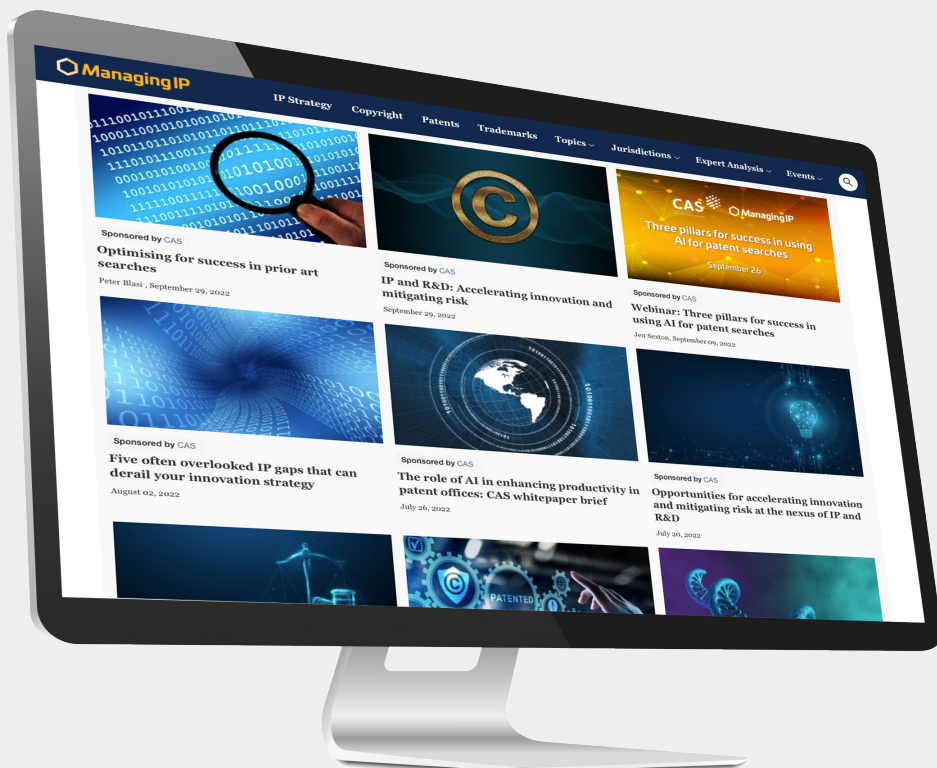 ManagingIP
IP Strategy
Copyright
Patents
Trademarks
Topics
Jurisdictions
Expert Analysis
Events
Sponsored by CAS
Optimising for success in prior art
searches
Peter Blasi , September 29, 2022
©
Sponsored by CAS
IP and R&D: Accelerating innovation and
mitigating risk
September 29, 2022
CAS
ManagingIP
Three pillars for success in using
AI for patent searches
September 26
Sponsored by CAS
Webinar: Three pillars for success in
using AI for patent searches
Jen Sexton, September 09, 2022
Sponsored by CAS
Five often overlooked IP gaps that can
derail your innovation strategy
August 02, 2022
Sponsored by CAS
The role of AI in enhancing productivity in
patent offices: CAS whitepaper brief
July 26, 2022
Sponsored by CAS
Opportunities for accelerating innovation
and mitigating risk at the nexus of IP and
R&D
July 20, 2022
©
PATENTED